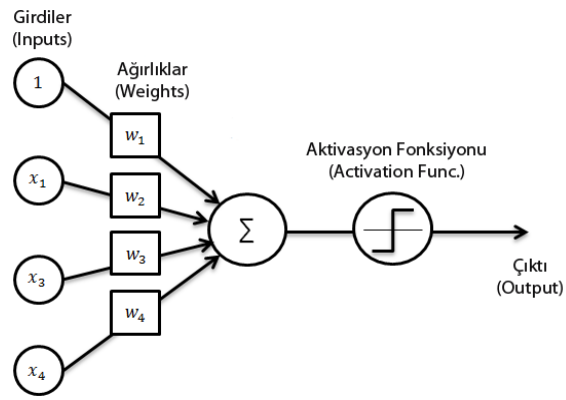 Girdiler
(Inputs)
1
Ağırlıklar
(Weights)
w₁
x₁
w₂
Aktivasyon Fonksiyonu
(Activation Func.)
Σ
w₃
x₃
w₄
x₄
Çıktı
(Output)